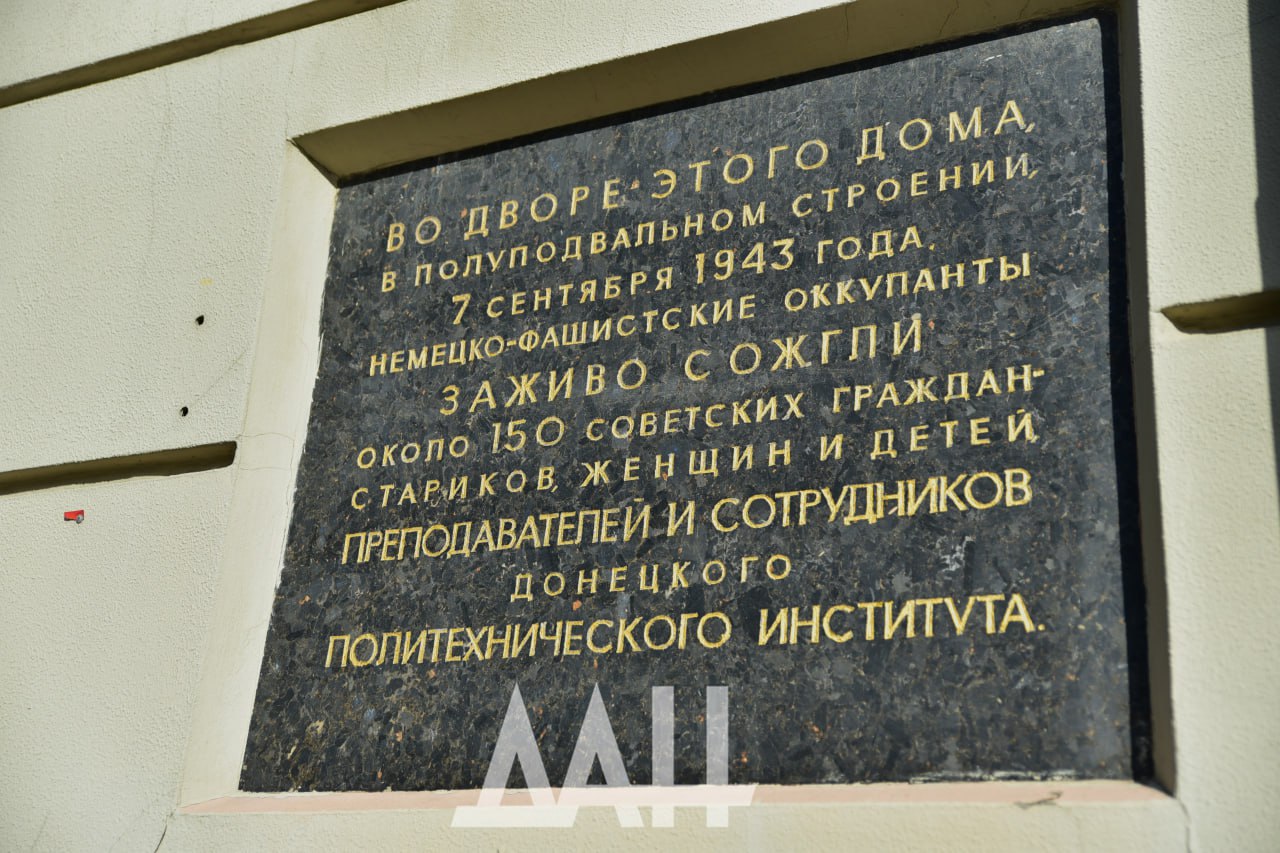 ВО ДВОРЕ ЭТОГО ДОМА,
В ПОЛУПОДВАЛЬНОМ СТРОЕНИИ,
7 СЕНТЯБРЯ 1943 ГОДА.
НЕМЕЦКО-ФАШИСТСКИЕ ОККУПАНТЫ
ЗАЖИВО СОЖГЛИ
ОКОЛО 150 СОВЕТСКИХ ГРАЖДАН-
СТАРИКОВ, ЖЕНЩИН И ДЕТЕЙ,
ПРЕПОДАВАТЕЛЕЙ И СОТРУДНИКОВ
ДОНЕЦКОГО
ПОЛИТЕХНИЧЕСКОГО ИНСТИТУТА.
ДАН